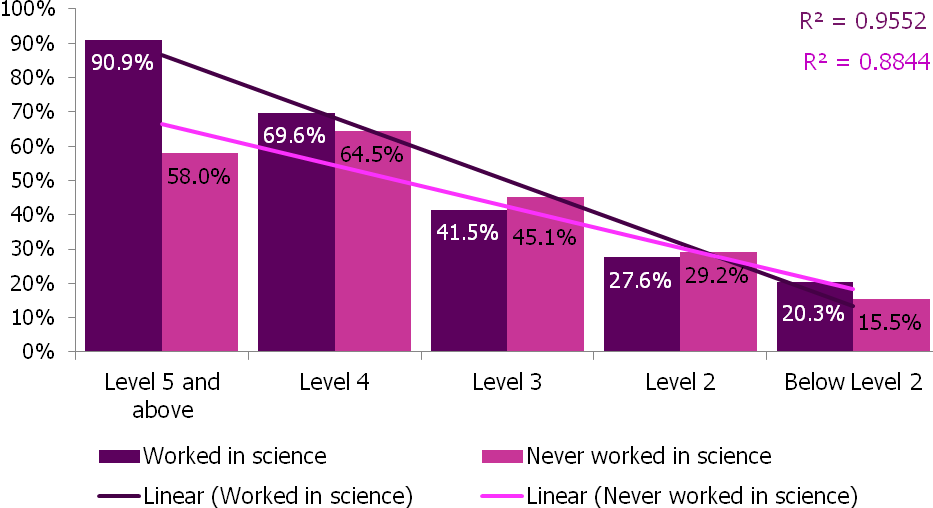 100%
R² = 0.9552
90%
R² = 0.8844
80%
70%
60%
50%
40%
30%
20%
10%
0%
90.9%
58.0%
69.6%
64.5%
41.5%
45.1%
27.6%
29.2%
20.3%
15.5%
Level 5 and
above
Level 4
Level 3
Level 2
Below Level 2
Worked in science
Never worked in science
Linear (Worked in science)
Linear (Never worked in science)